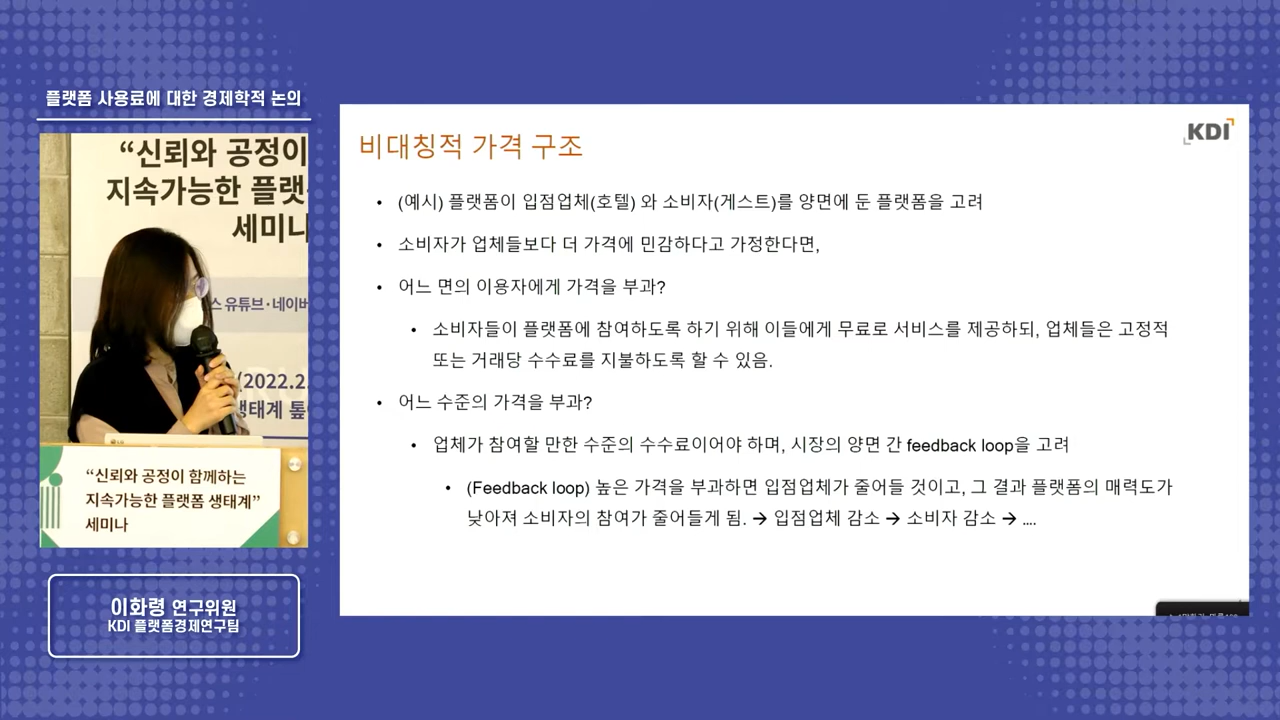 플랫폼 사용료에 대한 경제학적 논의
“신뢰와 공정이
지속가능한 플랫
세미나
스 유튜브·네이버
(2022.2.
생태계 톺
“신뢰와 공정이 함께하는
지속가능한 플랫폼 생태계”
세미나
이화령 연구위원
KDI 플랫폼경제연구팀
비대칭적 가격 구조
KDI
• (예시) 플랫폼이 입점업체(호텔) 와 소비자(게스트)를 양면에 둔 플랫폼을 고려
• 소비자가 업체들보다 더 가격에 민감하다고 가정한다면,
• 어느 면의 이용자에게 가격을 부과?
• 소비자들이 플랫폼에 참여하도록 하기 위해 이들에게 무료로 서비스를 제공하되, 업체들은 고정적
또는 거래당 수수료를 지불하도록 할 수 있음.
• 어느 수준의 가격을 부과?
• 업체가 참여할 만한 수준의 수수료이어야 하며, 시장의 양면 간 feedback loop을 고려
• (Feedback loop) 높은 가격을 부과하면 입점업체가 줄어들 것이고, 그 결과 플랫폼의 매력도가
낮아져 소비자의 참여가 줄어들게 됨. → 입점업체 감소 → 소비자 감소 → ....